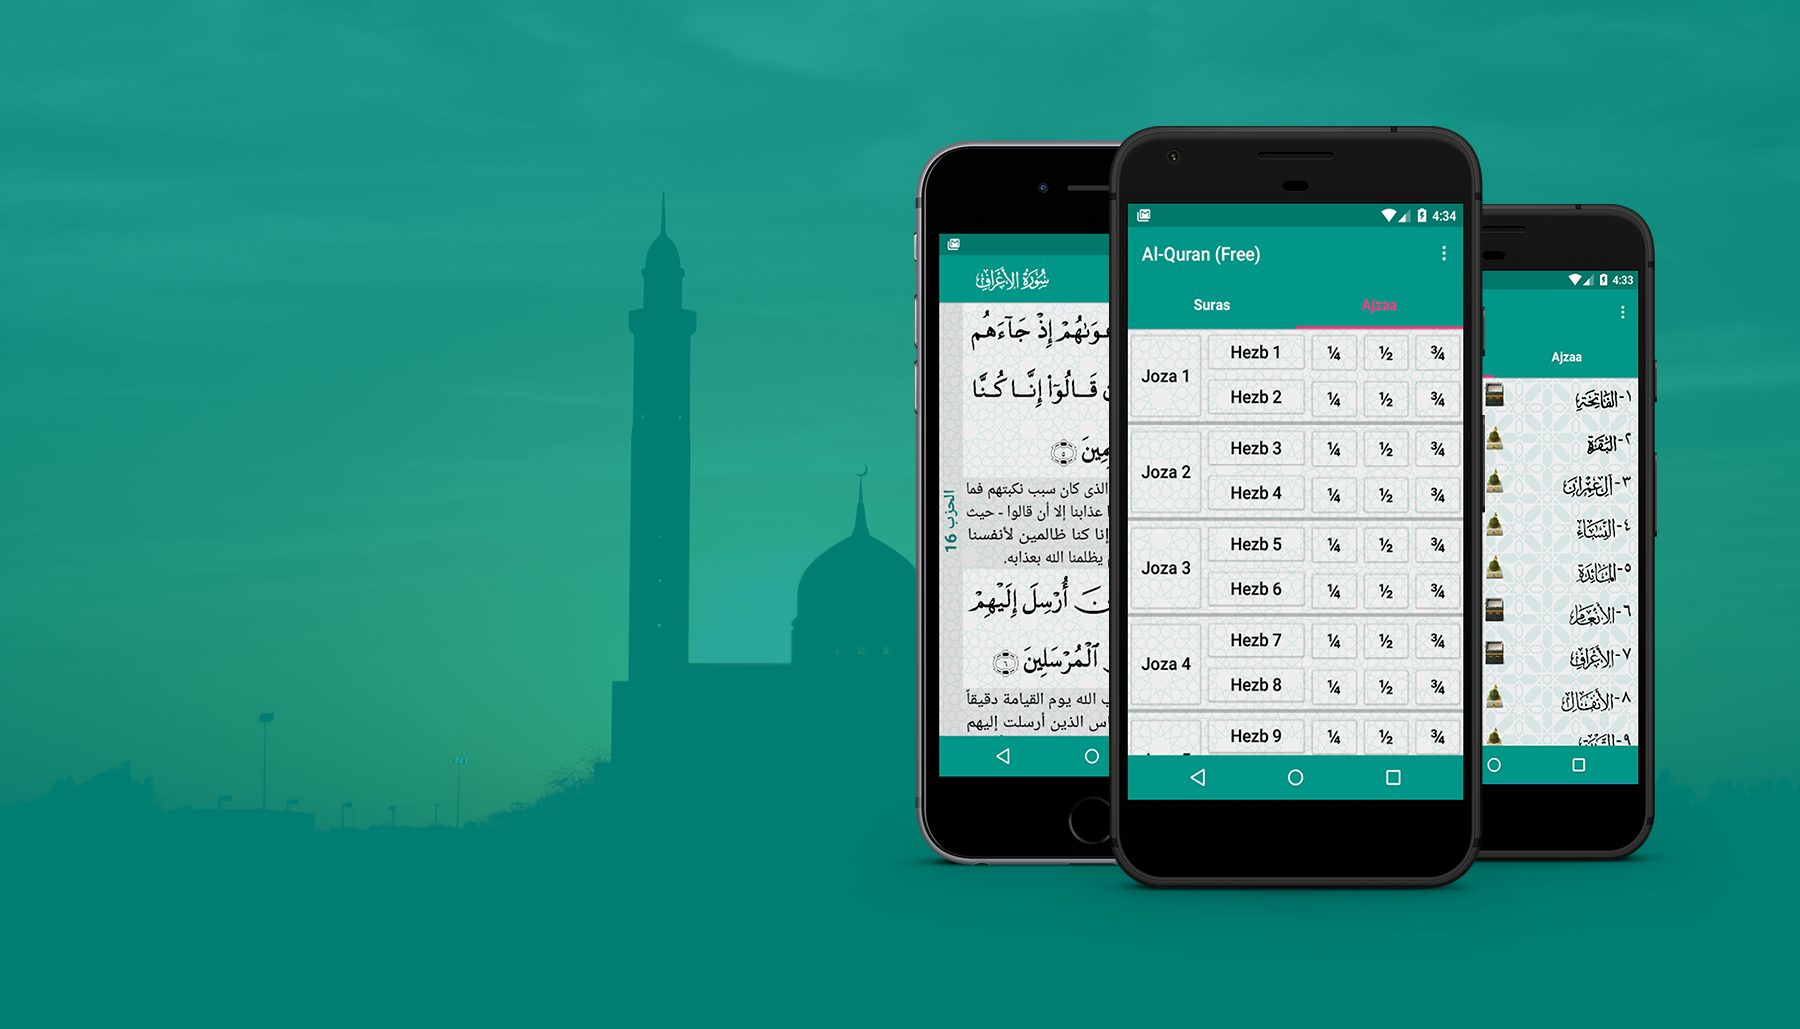 سُورَةُ الأَعْرَافِ
إِذْ جَآءَهُم
قَالُوٓا۟ إِنَّا كُنَّا
٥
الذى كان سبب نكبتهم فما
عذابنا إلا أن قالوا - حيث
إنا كنا ظالمين لأنفسنا
يظلمنا الله بعذابه.
الحزب 16
أُرْسِلَ إِلَيْهِمْ
ٱلْمُرْسَلِينَ ٦
الله يوم القيامة دقيقاً
الذين أرسلت إليهم
4:34
Al-Quran (Free)
Suras Ajzaa
Joza 1
Hezb 1 ¼ ½ ¾
Hezb 2 ¼ ½ ¾
Joza 2
Hezb 3 ¼ ½ ¾
Hezb 4 ¼ ½ ¾
Joza 3
Hezb 5 ¼ ½ ¾
Hezb 6 ¼ ½ ¾
Joza 4
Hezb 7 ¼ ½ ¾
Hezb 8 ¼ ½ ¾
Hezb 9 ¼ ½ ¾
4:33
Ajzaa
١- الفَاتِحَةِ
٢- البَقَرَةِ
٣- آلِ عِمْرَانَ
٤- النِّسَاءِ
٥- المَائِدَةِ
٦- الأَنْعَامِ
٧- الأَعْرَافِ
٨- الأَنفَالِ